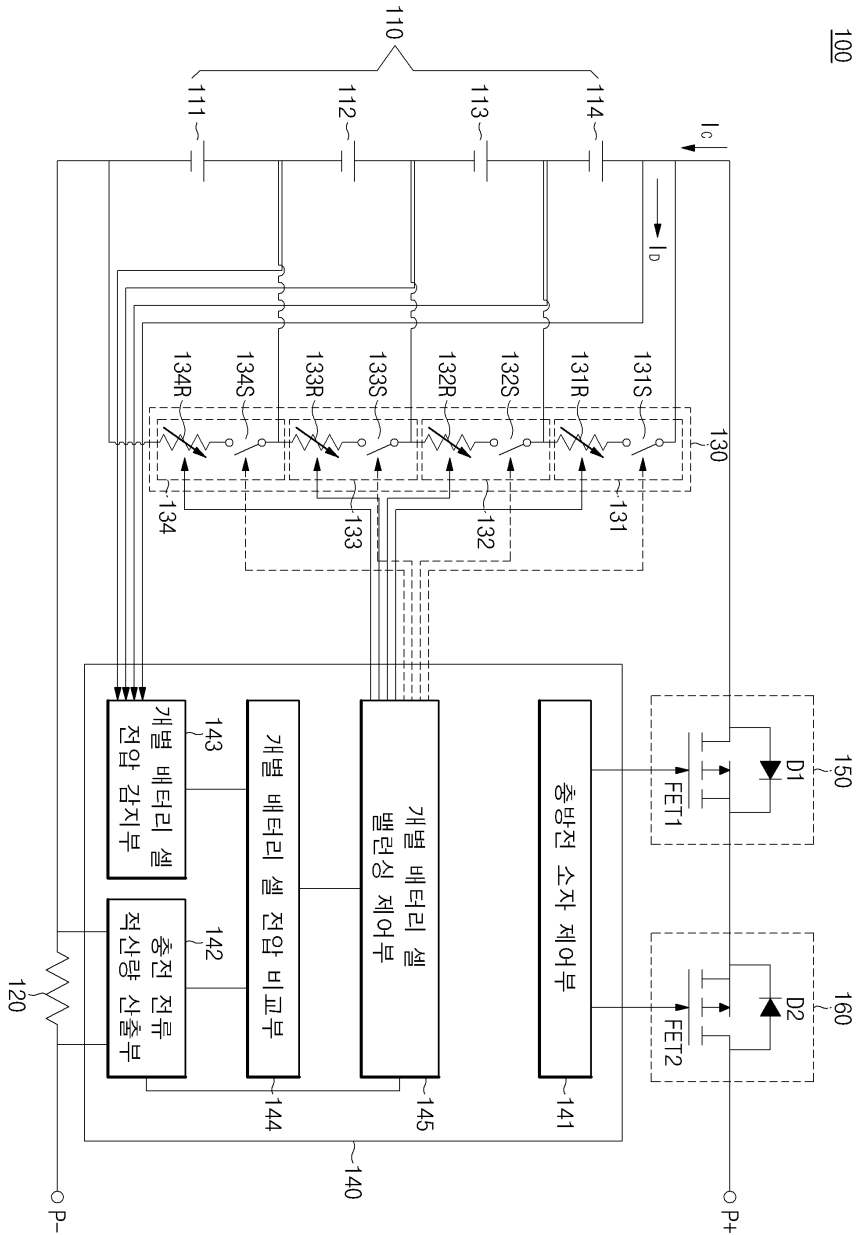 100
110
111
112
113
114
I_C
I_D
134R
134S
133R
133S
132R
132S
131R
131S
130
134
133
132
131
개별 배터리 셀
전압 감지부
143
충전 전류
적산량 산출부
142
개별 배터리 셀 전압 비교부
144
개별 배터리 셀
밸런싱 제어부
145
충방전 소자 제어부
141
140
120
D1
FET1
150
D2
FET2
160
P+
P-